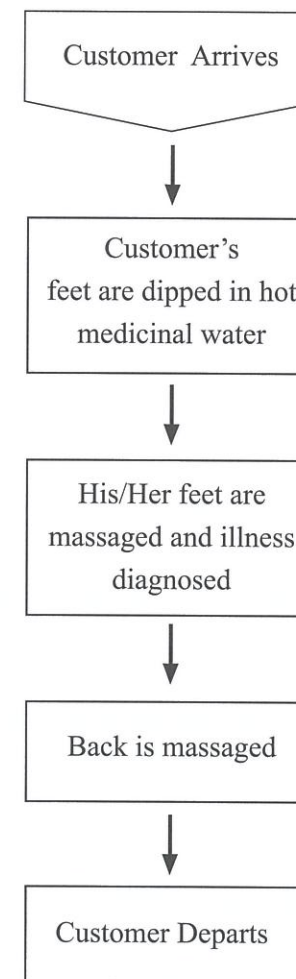 Customer Arrives
Customer’s
feet are dipped in hot
medicinal water
His/Her feet are
massaged and illness
diagnosed
Back is massaged
Customer Departs